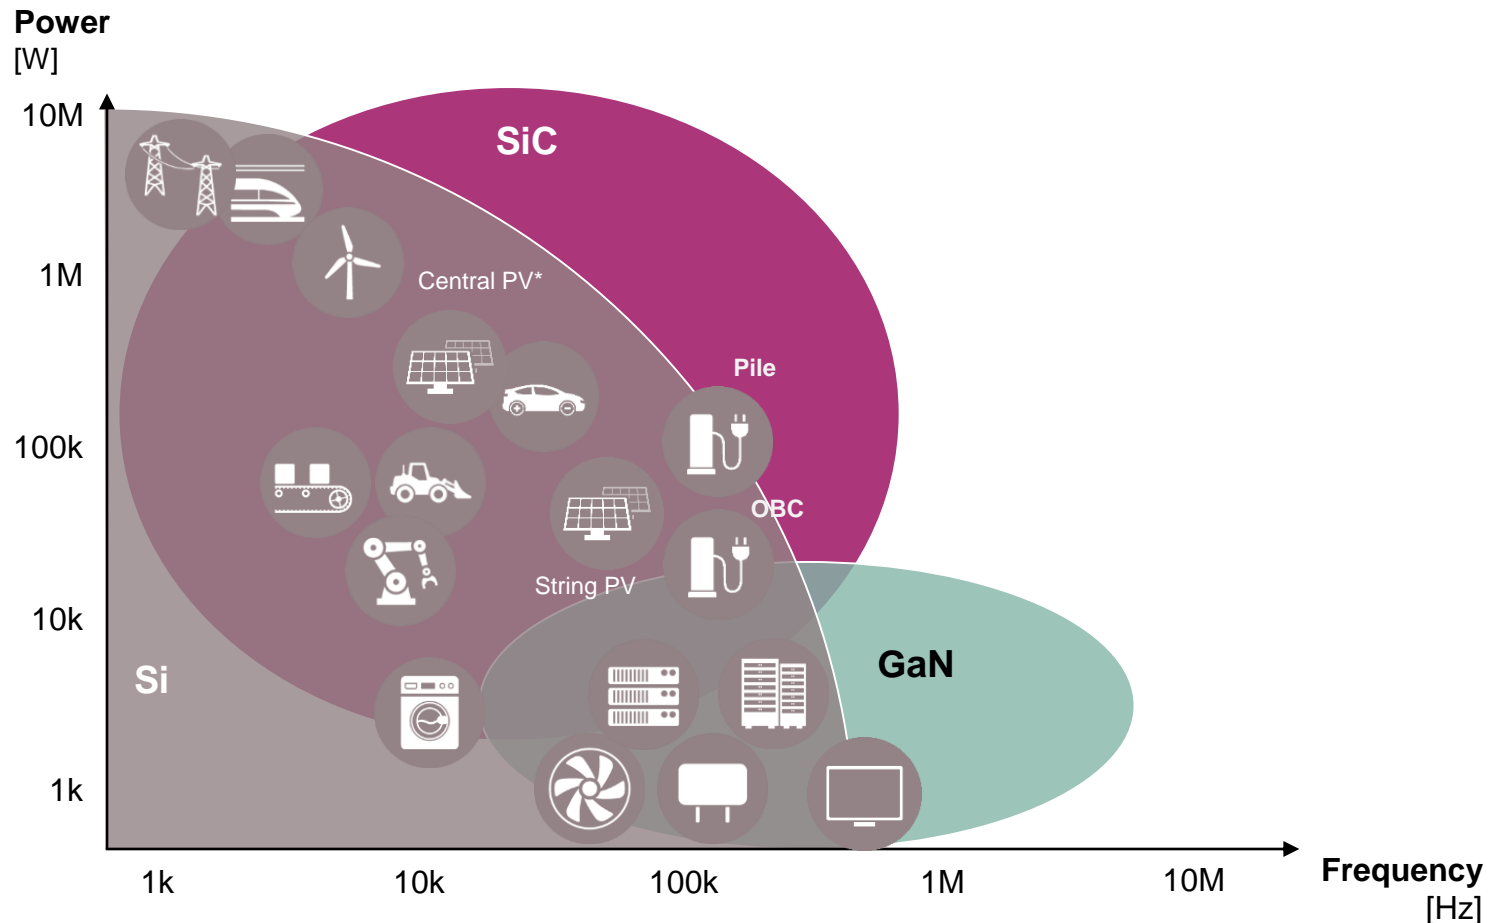 Power
[W]
10M
SiC
1M
Central PV*
Pile
100k
OBC
String PV
10k
GaN
Si
1k
1k
10k
100k
1M
10M
Frequency
[Hz]